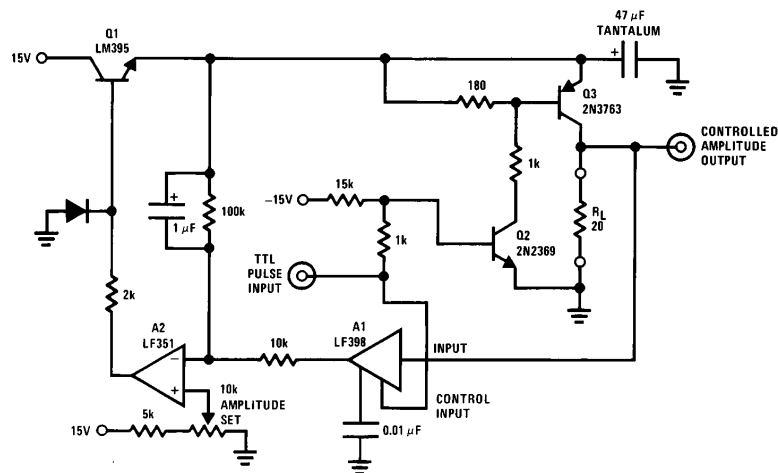 Q1
LM395
15V
47 μF
TANTALUM
+
180
Q3
2N3763
CONTROLLED
AMPLITUDE
OUTPUT
1k
15k
-15V
+
1 μF
100k
RL
20
1k
Q2
2N2369
TTL
PULSE
INPUT
2k
A2
LF351
A1
LF398
−
10k
INPUT
+
10k
AMPLITUDE
SET
CONTROL
INPUT
5k
15V
0.01 μF